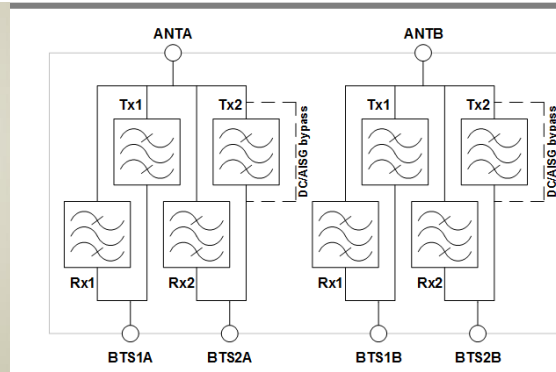 ANTA
ANTB
Tx1
Tx2
Tx1
Tx2
DC/AISG bypass
DC/AISG bypass
Rx1
Rx2
Rx1
Rx2
BTS1A
BTS2A
BTS1B
BTS2B